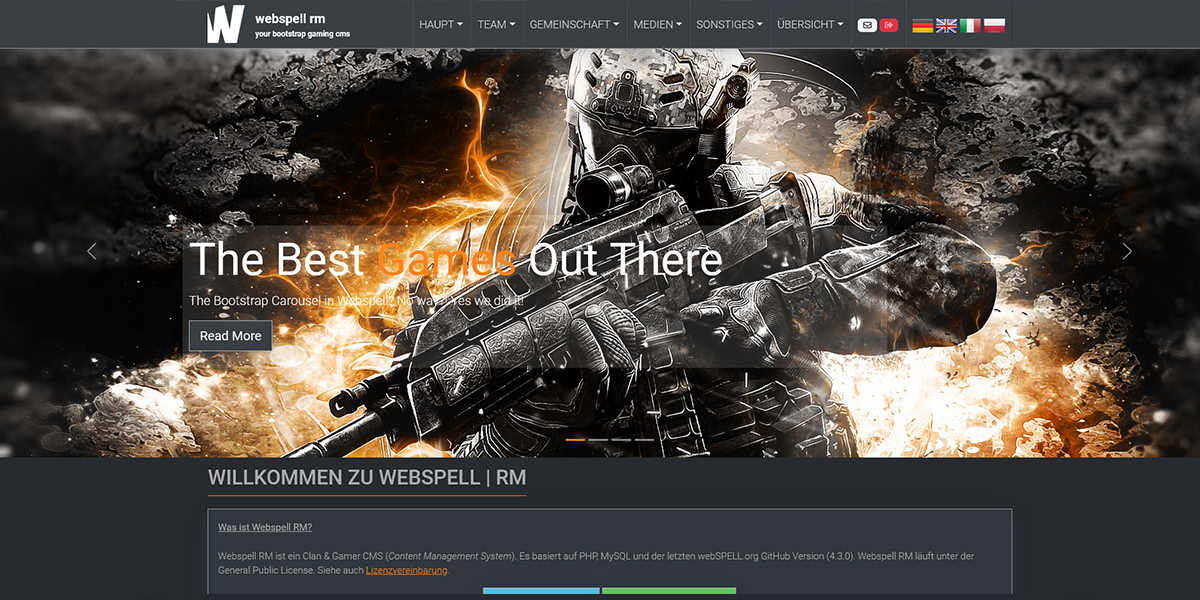 webspell rm
your bootstrap gaming cms
HAUPT TEAM GEMEINSCHAFT MEDIEN SONSTIGES ÜBERSICHT
The Best Games Out There
The Bootstrap Carousel in Webspell? No way?! Yes we did it!
Read More
WILLKOMMEN ZU WEBSPELL | RM
Was ist Webspell RM?
Webspell RM ist ein Clan & Gamer CMS (Content Management System). Es basiert auf PHP, MySQL und der letzten webSPELL.org GitHub Version (4.3.0). Webspell RM läuft unter der
General Public License. Siehe auch Lizenzvereinbarung.